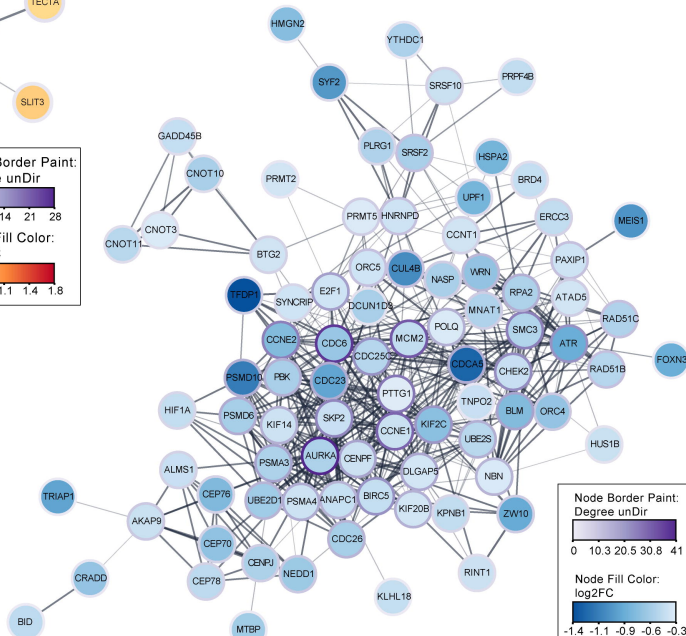 TECTA
HMGN2
YTHDC1
SYF2
SRSF10
PRPF4B
SLIT3
GADD45B
PLRG1
SRSF2
HSPA2
Border Paint:
unDir
CNOT10
PRMT2
BRD4
UPF1
14 21 28
PRMT5
HNRNPD
ERCC3
MEIS1
Fill Color:
CNOT3
CCNT1
CNOT11
BTG2
PAXIP1
1.1 1.4 1.8
ORC5
CUL4B
NASP
WRN
TFDP1
SYNCRIP
E2F1
DCUN1D3
RPA2
ATAD5
MNAT1
RAD51C
POLQ
SMC3
CCNE2
CDC6
MCM2
ATR
CDC25C
FOXN3
CDCA5
CHEK2
RAD51B
PSMD10
PBK
CDC23
PTTG1
TNPO2
HIF1A
PSMD6
KIF14
SKP2
CCNE1
KIF2C
BLM
ORC4
UBE2S
HUS1B
ALMS1
PSMA3
AURKA
CENPF
DLGAP5
NBN
TRIAP1
CEP76
UBE2D1
PSMA4
ANAPC1
BIRC5
KIF20B
KPNB1
ZW10
Node Border Paint:
Degree unDir
AKAP9
CEP70
CDC26
0 10.3 20.5 30.8 41
CRADD
CENPJ
NEDD1
RINT1
CEP78
Node Fill Color:
log2FC
KLHL18
BID
MTBP
-1.4 -1.1 -0.9 -0.6 -0.3